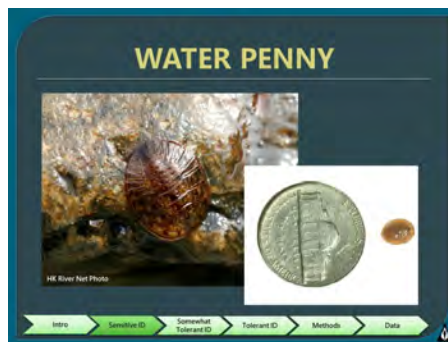 WATER PENNY
HK River Net Photo
Intro
Sensitive ID
Somewhat
Tolerant ID
Tolerant ID
Methods
Data